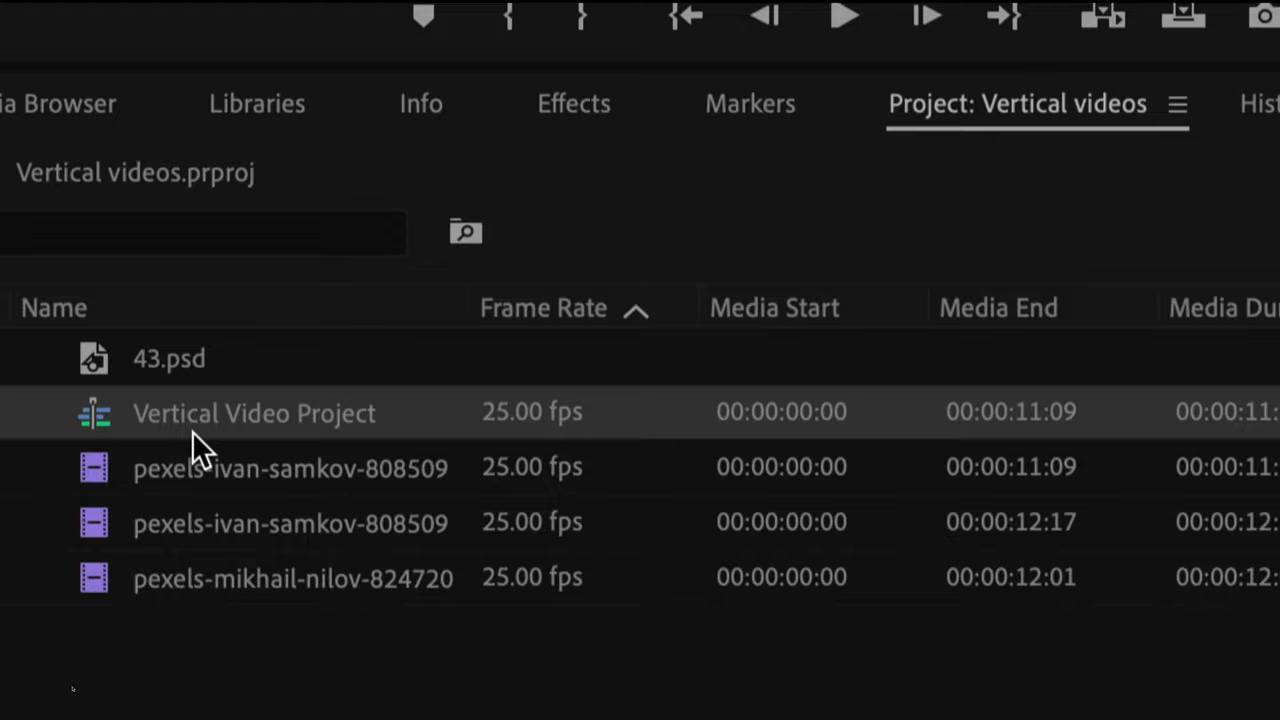 ia Browser Libraries Info Effects Markers Project: Vertical videos Hist
Vertical videos.prproj
Name Frame Rate Media Start Media End Media Du
43.psd
Vertical Video Project 25.00 fps 00:00:00:00 00:00:11:09 00:00:11:
pexels-ivan-samkov-808509 25.00 fps 00:00:00:00 00:00:11:09 00:00:11:
pexels-ivan-samkov-808509 25.00 fps 00:00:00:00 00:00:12:17 00:00:12:
pexels-mikhail-nilov-824720 25.00 fps 00:00:00:00 00:00:12:01 00:00:12: